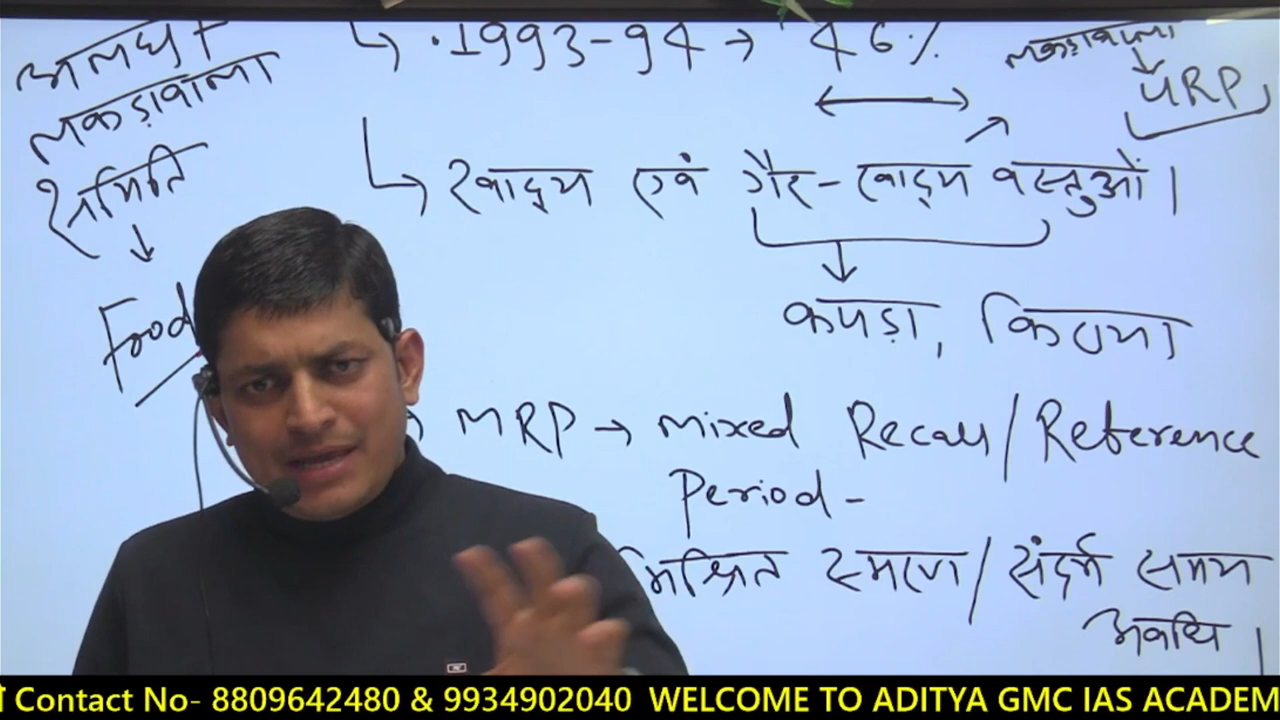 अलघ /
लकड़ावाला
समिति
↓
Food
↳ • 1993-94 → 46%
लकड़ावाला
↓
URP
↳ खाद्य एवं गैर-खाद्य वस्तुओं।
↓
कपड़ा, किराया
MRP → Mixed Recall/Reference
Period-
मिश्रित स्मरण/संदर्भ समय
अवधि।
Contact No- 8809642480 & 9934902040 WELCOME TO ADITYA GMC IAS ACADEM